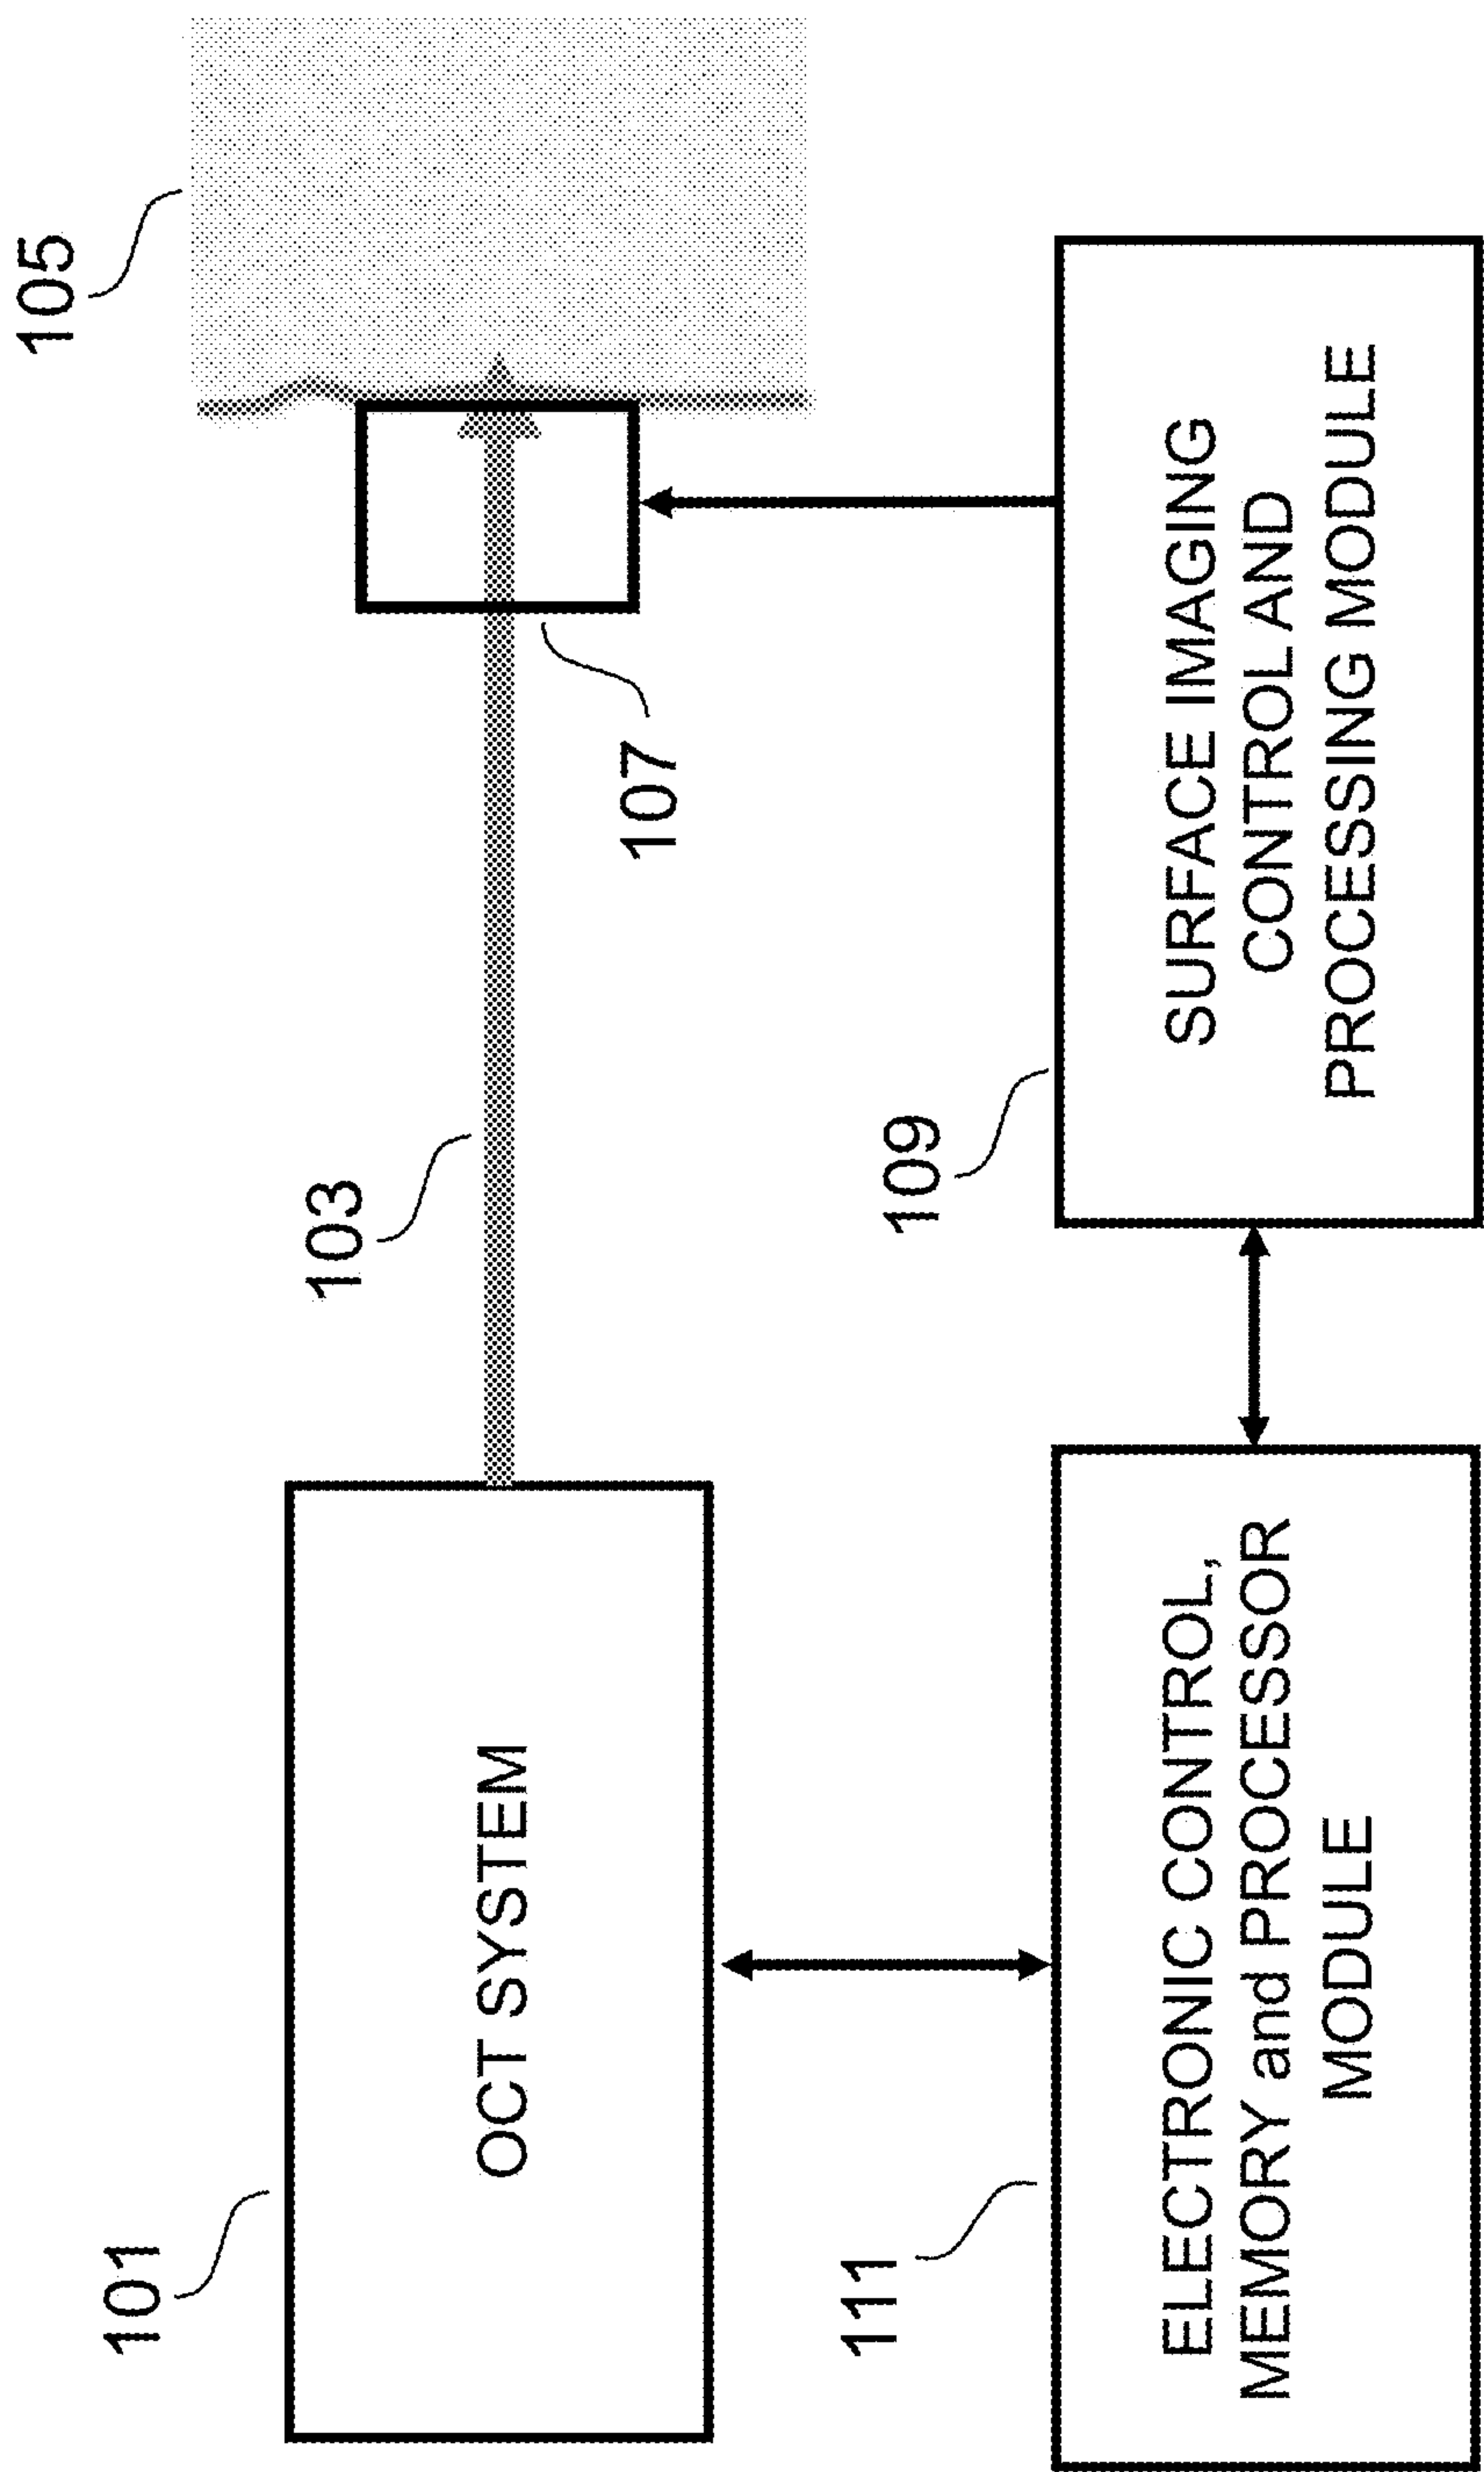 105
101
OCT SYSTEM
103
107
111
ELECTRONIC CONTROL,
MEMORY and PROCESSOR
MODULE
109
SURFACE IMAGING
CONTROL AND
PROCESSING MODULE